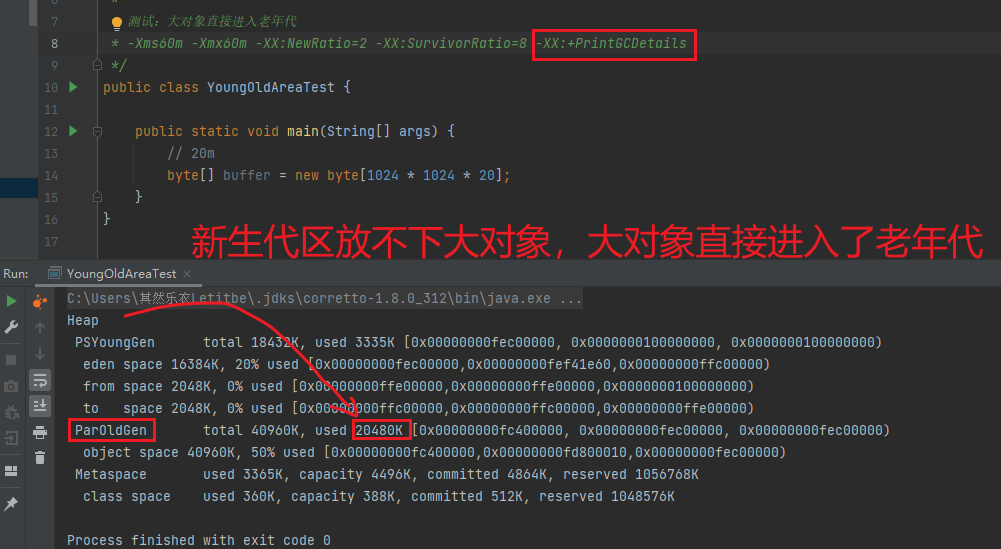 6 *
7 测试：大对象直接进入老年代
8 * -Xms60m -Xmx60m -XX:NewRatio=2 -XX:SurvivorRatio=8 -XX:+PrintGCDetails
9 */
10 public class YoungOldAreaTest {
11
12 public static void main(String[] args) {
13 // 20m
14 byte[] buffer = new byte[1024 * 1024 * 20];
15 }
16 }
17
新生代区放不下大对象，大对象直接进入了老年代
Run: YoungOldAreaTest ×
C:\Users\其然乐衣Letitbe\.jdks\corretto-1.8.0_312\bin\java.exe ...
Heap
PSYoungGen total 18432K, used 3335K [0x00000000fec00000, 0x0000000100000000, 0x0000000100000000)
eden space 16384K, 20% used [0x00000000fec00000,0x00000000fef41e60,0x00000000ffc00000)
from space 2048K, 0% used [0x00000000ffe00000,0x00000000ffe00000,0x0000000100000000)
to space 2048K, 0% used [0x00000000ffc00000,0x00000000ffc00000,0x00000000ffe00000)
ParOldGen total 40960K, used 20480K [0x00000000fc400000, 0x00000000fec00000, 0x00000000fec00000)
object space 40960K, 50% used [0x00000000fc400000,0x00000000fd800010,0x00000000fec00000)
Metaspace used 3365K, capacity 4496K, committed 4864K, reserved 1056768K
class space used 360K, capacity 388K, committed 512K, reserved 1048576K
Process finished with exit code 0